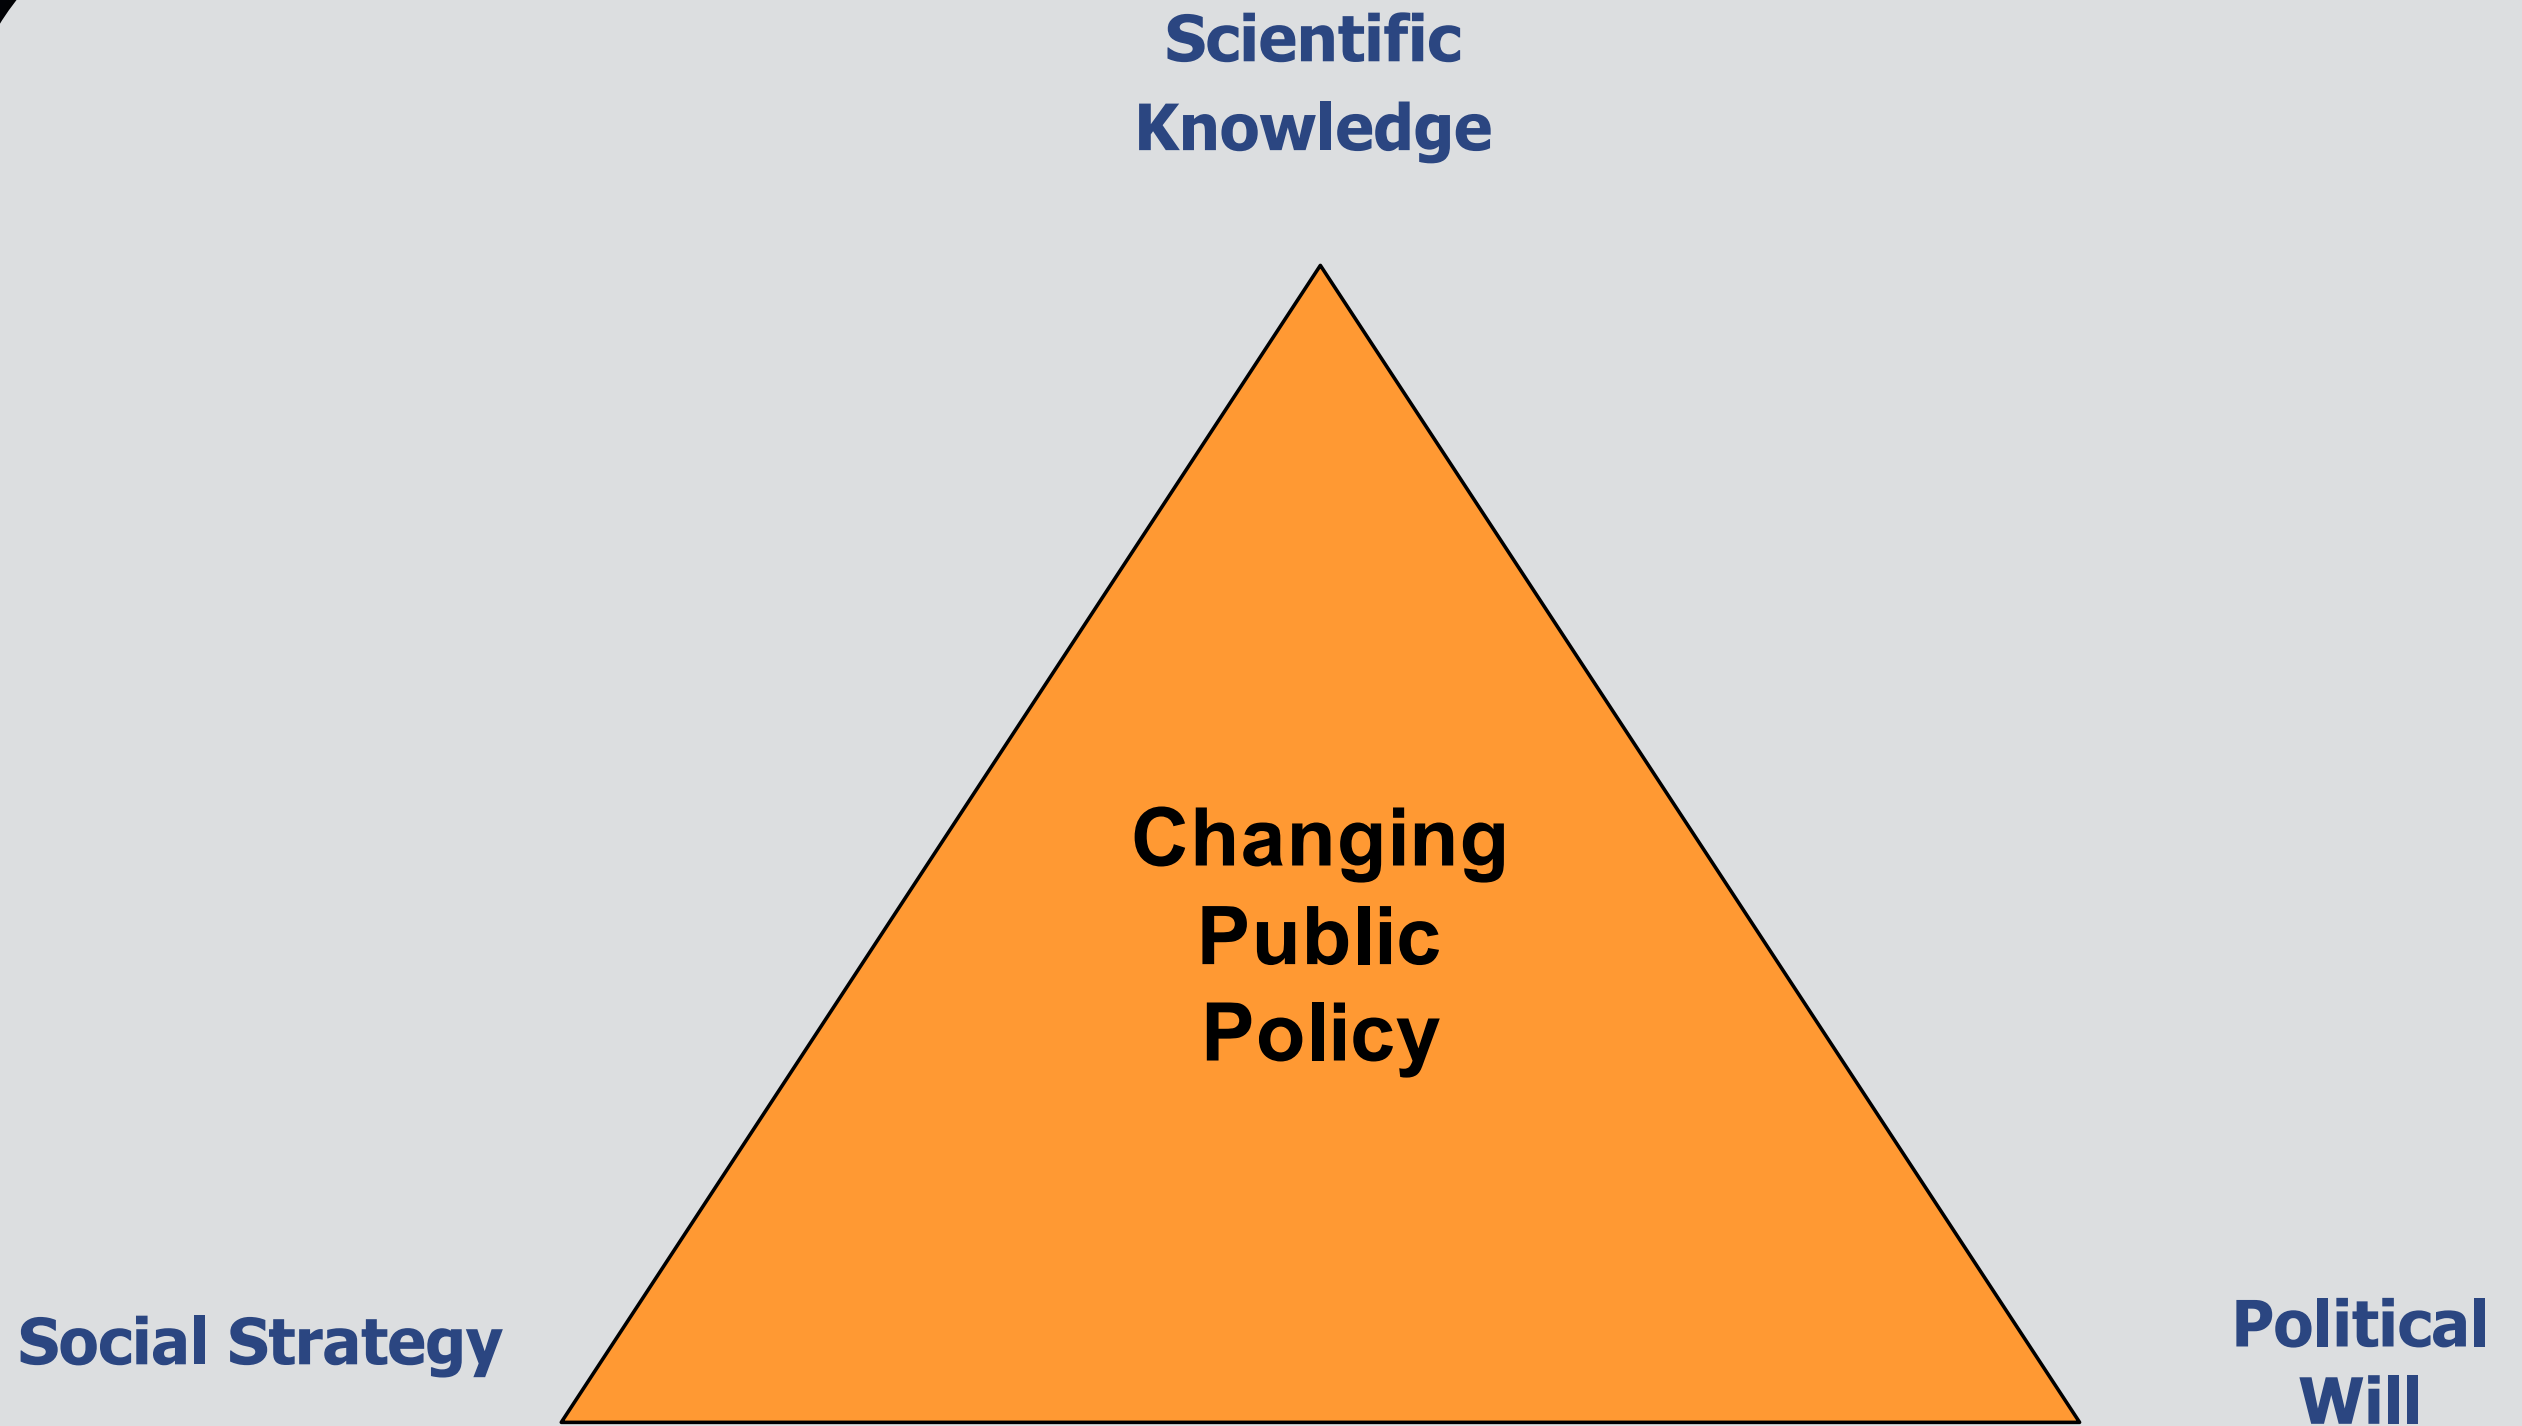 Scientific
Knowledge
Changing
Public
Policy
Social Strategy
Political
Will